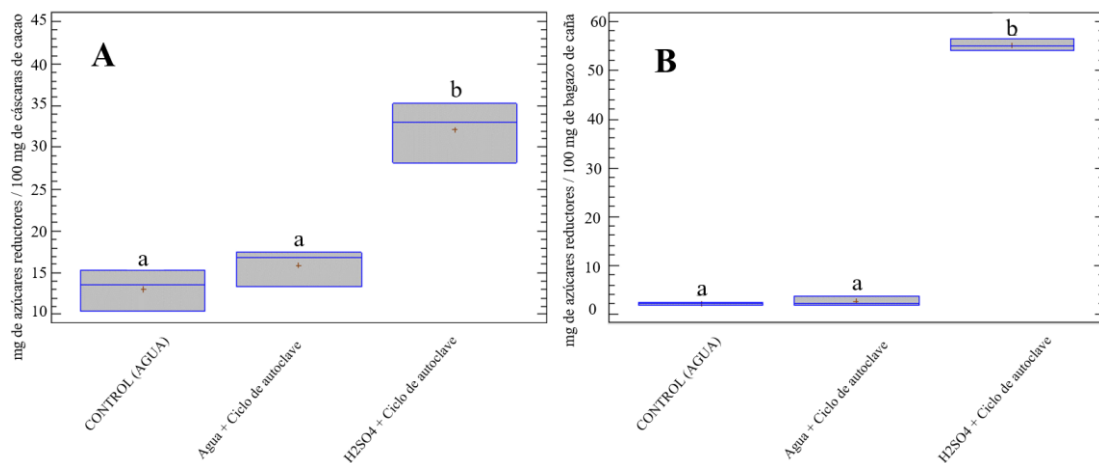 mg de azúcares reductores / 100 mg de cáscaras de cacao
45
40
35
30
25
20
15
10
A
a
a
b
CONTROL (AGUA)
Agua + Ciclo de autoclave
H2SO4 + Ciclo de autoclave
mg de azúcares reductores / 100 mg de bagazo de caña
60
50
40
30
20
10
0
B
a
a
b
CONTROL (AGUA)
Agua + Ciclo de autoclave
H2SO4 + Ciclo de autoclave